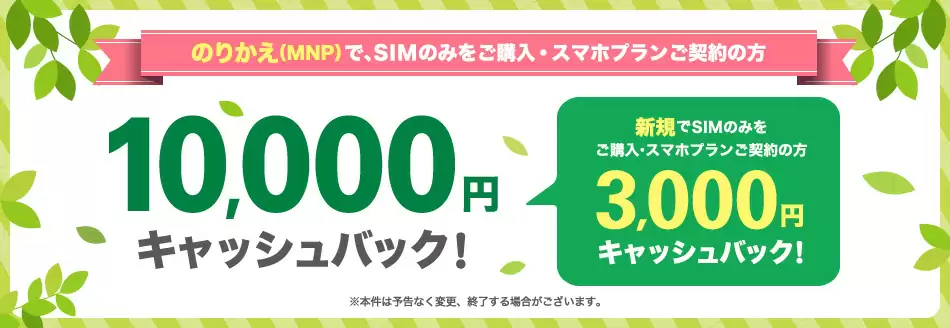 のりかえ(MNP)で、SIMのみをご購入・スマホプランご契約の方
10,000円
キャッシュバック!
新規でSIMのみを
ご購入・スマホプランご契約の方
3,000円
キャッシュバック!
※本件は予告なく変更、終了する場合がございます。